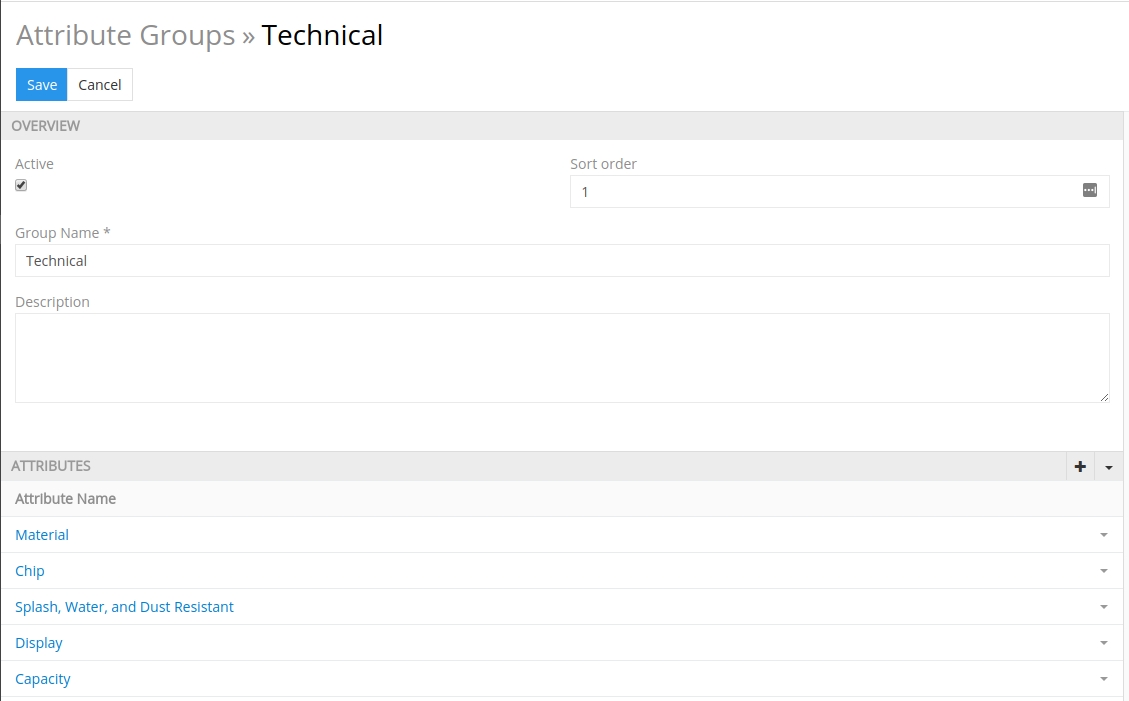 Attribute Groups » Technical
Save Cancel
OVERVIEW
Active Sort order
1
Group Name *
Technical
Description
ATTRIBUTES
Attribute Name
Material
Chip
Splash, Water, and Dust Resistant
Display
Capacity